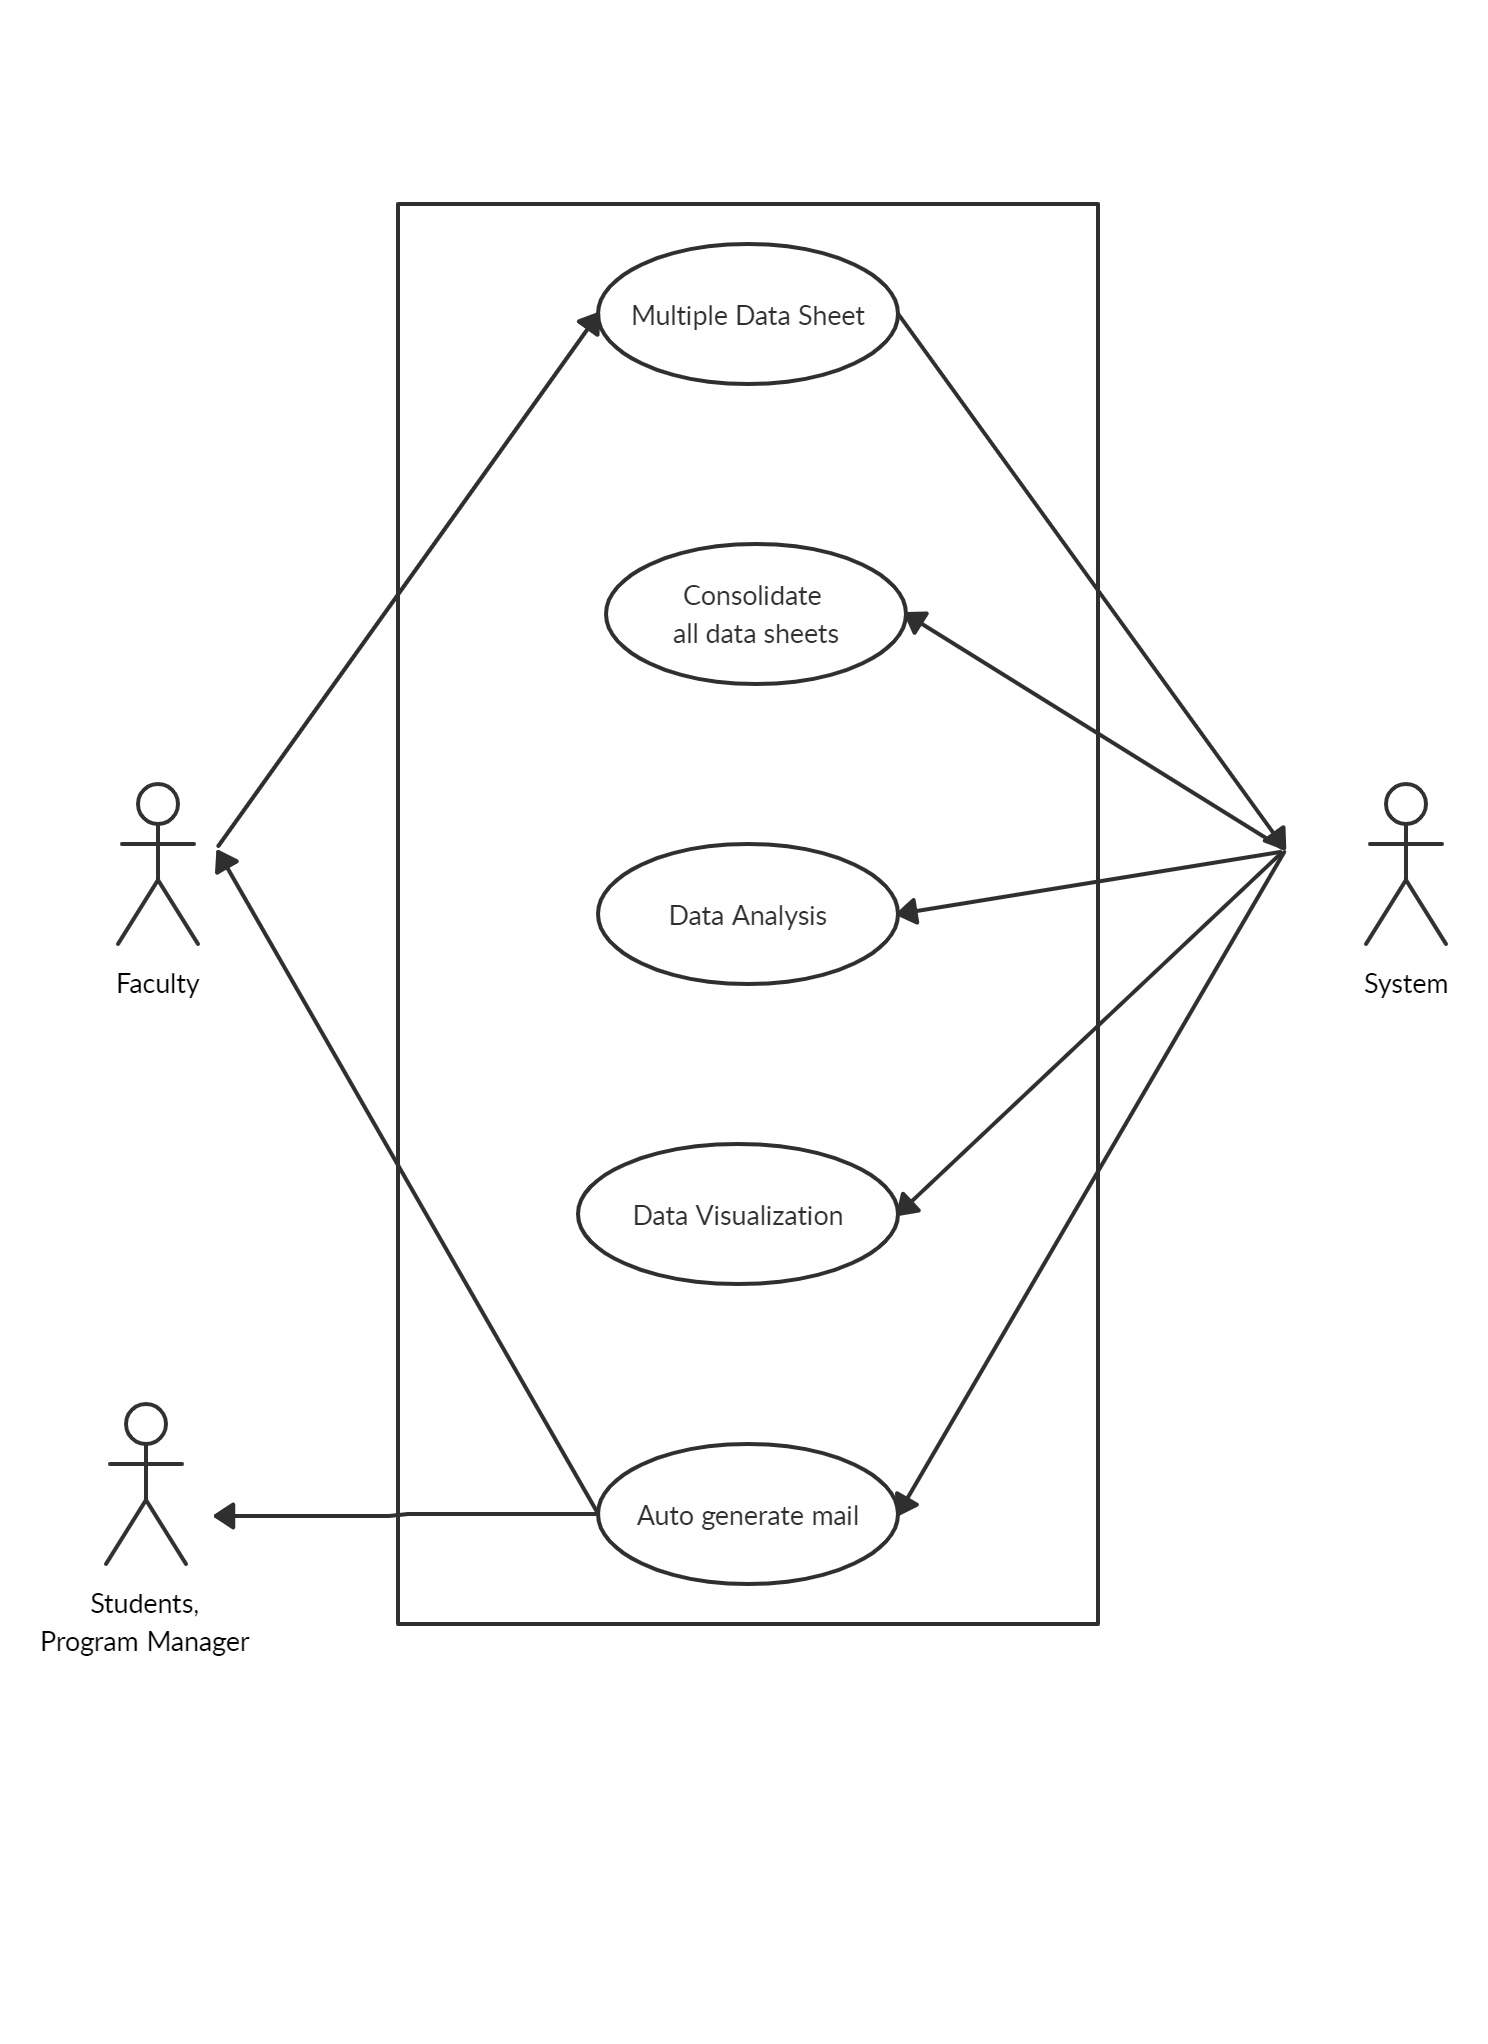 Multiple Data Sheet
Consolidate
all data sheets
Data Analysis
Faculty
System
Data Visualization
Auto generate mail
Students,
Program Manager